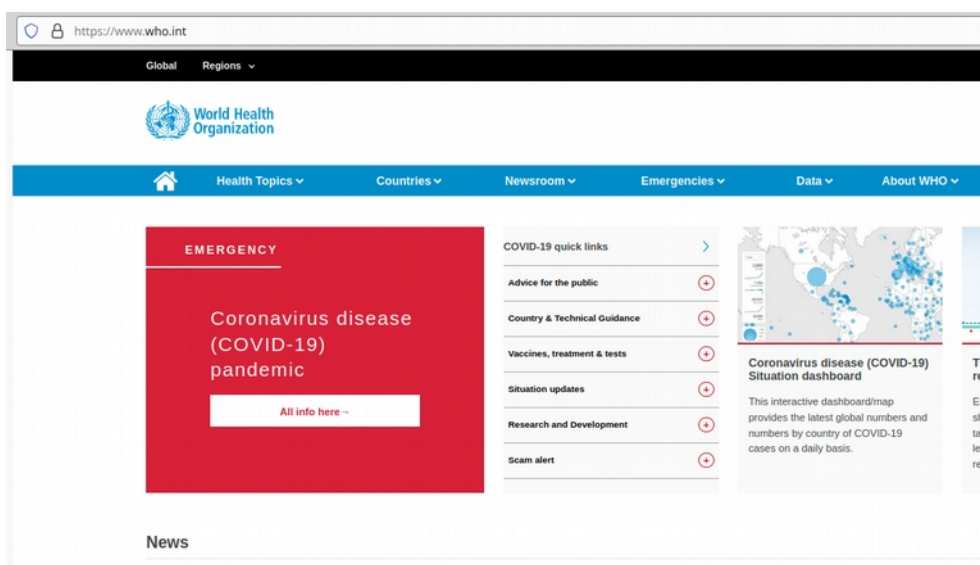 https://www.who.int
Global Regions
World Health
Organization
Health Topics Countries Newsroom Emergencies Data About WHO
EMERGENCY
Coronavirus disease
(COVID-19)
pandemic
All info here→
COVID-19 quick links
Advice for the public
Country & Technical Guidance
Vaccines, treatment & tests
Situation updates
Research and Development
Scam alert
Coronavirus disease (COVID-19)
Situation dashboard
This interactive dashboard/map
provides the latest global numbers and
numbers by country of COVID-19
cases on a daily basis.
News